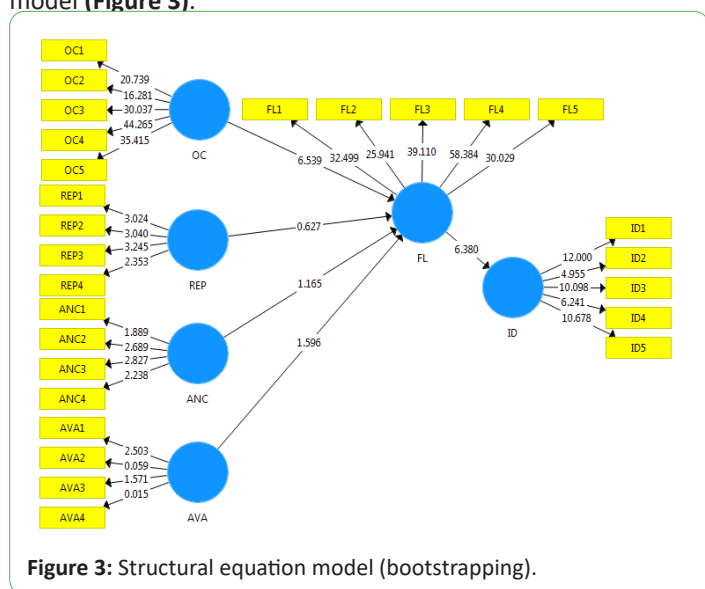 model (Figure 3).
OC1
OC2
OC3
OC4
OC5
20.739
16.281
30.037
44.265
35.415
OC
REP1
REP2
REP3
REP4
3.024
3.040
3.245
2.353
REP
ANC1
ANC2
ANC3
ANC4
1.889
2.689
2.827
2.238
ANC
AVA1
AVA2
AVA3
AVA4
2.503
0.059
1.571
0.015
AVA
6.539
0.627
1.165
1.596
FL1
FL2
FL3
FL4
FL5
32.499
25.941
39.110
58.384
30.029
FL
6.380
ID
12.000
4.955
10.098
6.241
10.678
ID1
ID2
ID3
ID4
ID5
Figure 3: Structural equation model (bootstrapping).